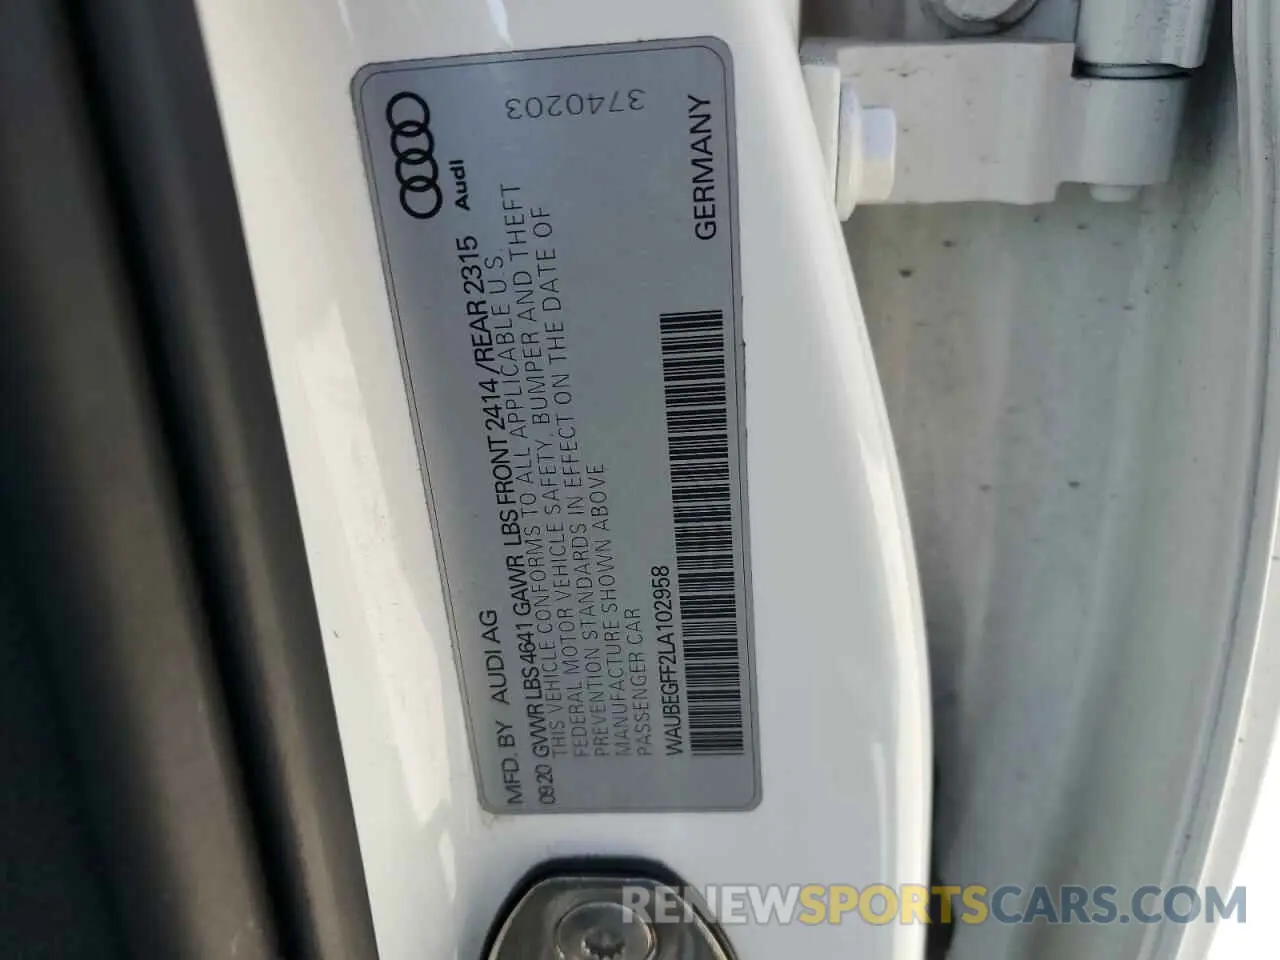 3740203
Audi
MFD. BY AUDI AG
09.20 GVWR LBS 4641 GAWR LBS FRONT 2414/REAR 2315
THIS VEHICLE CONFORMS TO ALL APPLICABLE U.S.
FEDERAL MOTOR VEHICLE SAFETY, BUMPER AND THEFT
PREVENTION STANDARDS IN EFFECT ON THE DATE OF
MANUFACTURE SHOWN ABOVE
PASSENGER CAR
WAUBEGFF2LA102958
GERMANY
RENEWSPORTSCARS.COM